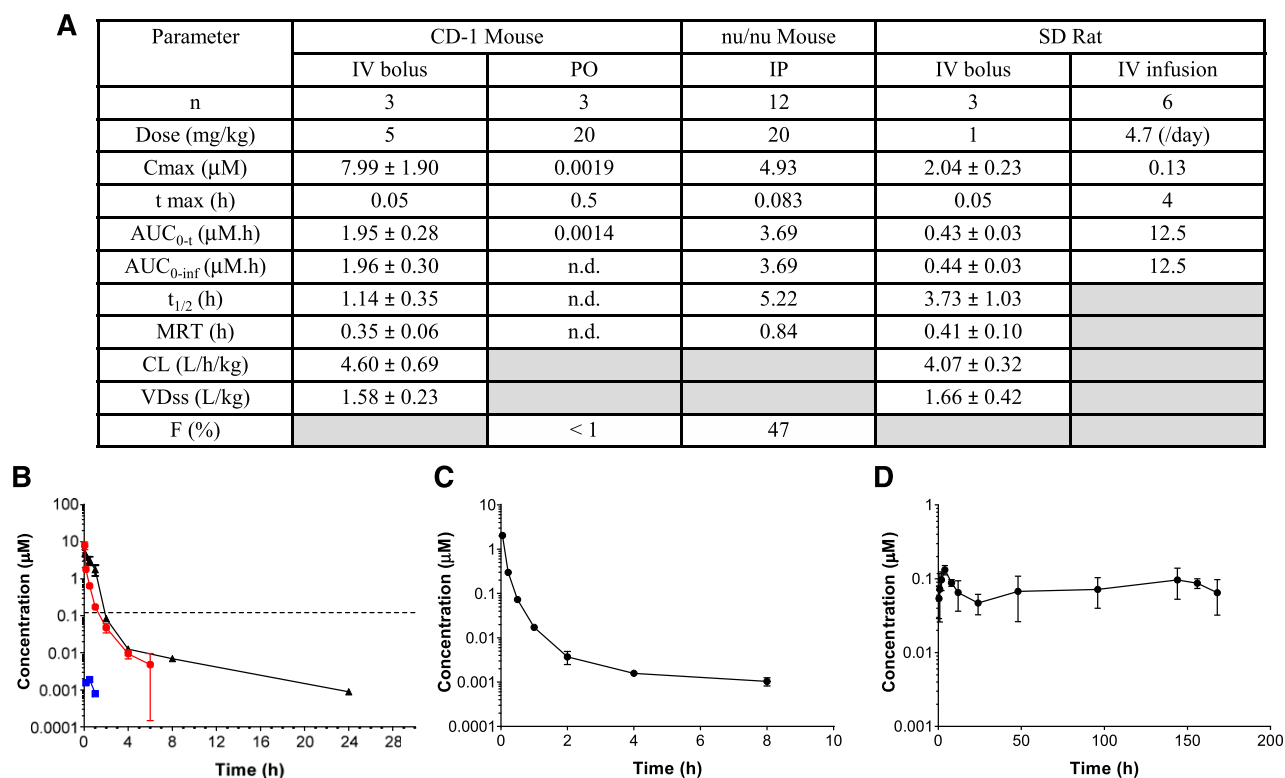 A
Parameter CD-1 Mouse nu/nu Mouse SD Rat
IV bolus PO IP IV bolus IV infusion
n 3 3 12 3 6
Dose (mg/kg) 5 20 20 1 4.7 (/day)
Cmax (µM) 7.99 ± 1.90 0.0019 4.93 2.04 ± 0.23 0.13
t max (h) 0.05 0.5 0.083 0.05 4
AUC0-t (µM.h) 1.95 ± 0.28 0.0014 3.69 0.43 ± 0.03 12.5
AUC0-inf (µM.h) 1.96 ± 0.30 n.d. 3.69 0.44 ± 0.03 12.5
t1/2 (h) 1.14 ± 0.35 n.d. 5.22 3.73 ± 1.03
MRT (h) 0.35 ± 0.06 n.d. 0.84 0.41 ± 0.10
CL (L/h/kg) 4.60 ± 0.69 4.07 ± 0.32
VDss (L/kg) 1.58 ± 0.23 1.66 ± 0.42
F (%) < 1 47
B
Concentration (µM)
100
10
1
0.1
0.01
0.001
0.0001
0 4 8 12 16 20 24 28
Time (h)
C
Concentration (µM)
10
1
0.1
0.01
0.001
0.0001
0 2 4 6 8 10
Time (h)
D
Concentration (µM)
1
0.1
0.01
0.001
0 50 100 150 200
Time (h)